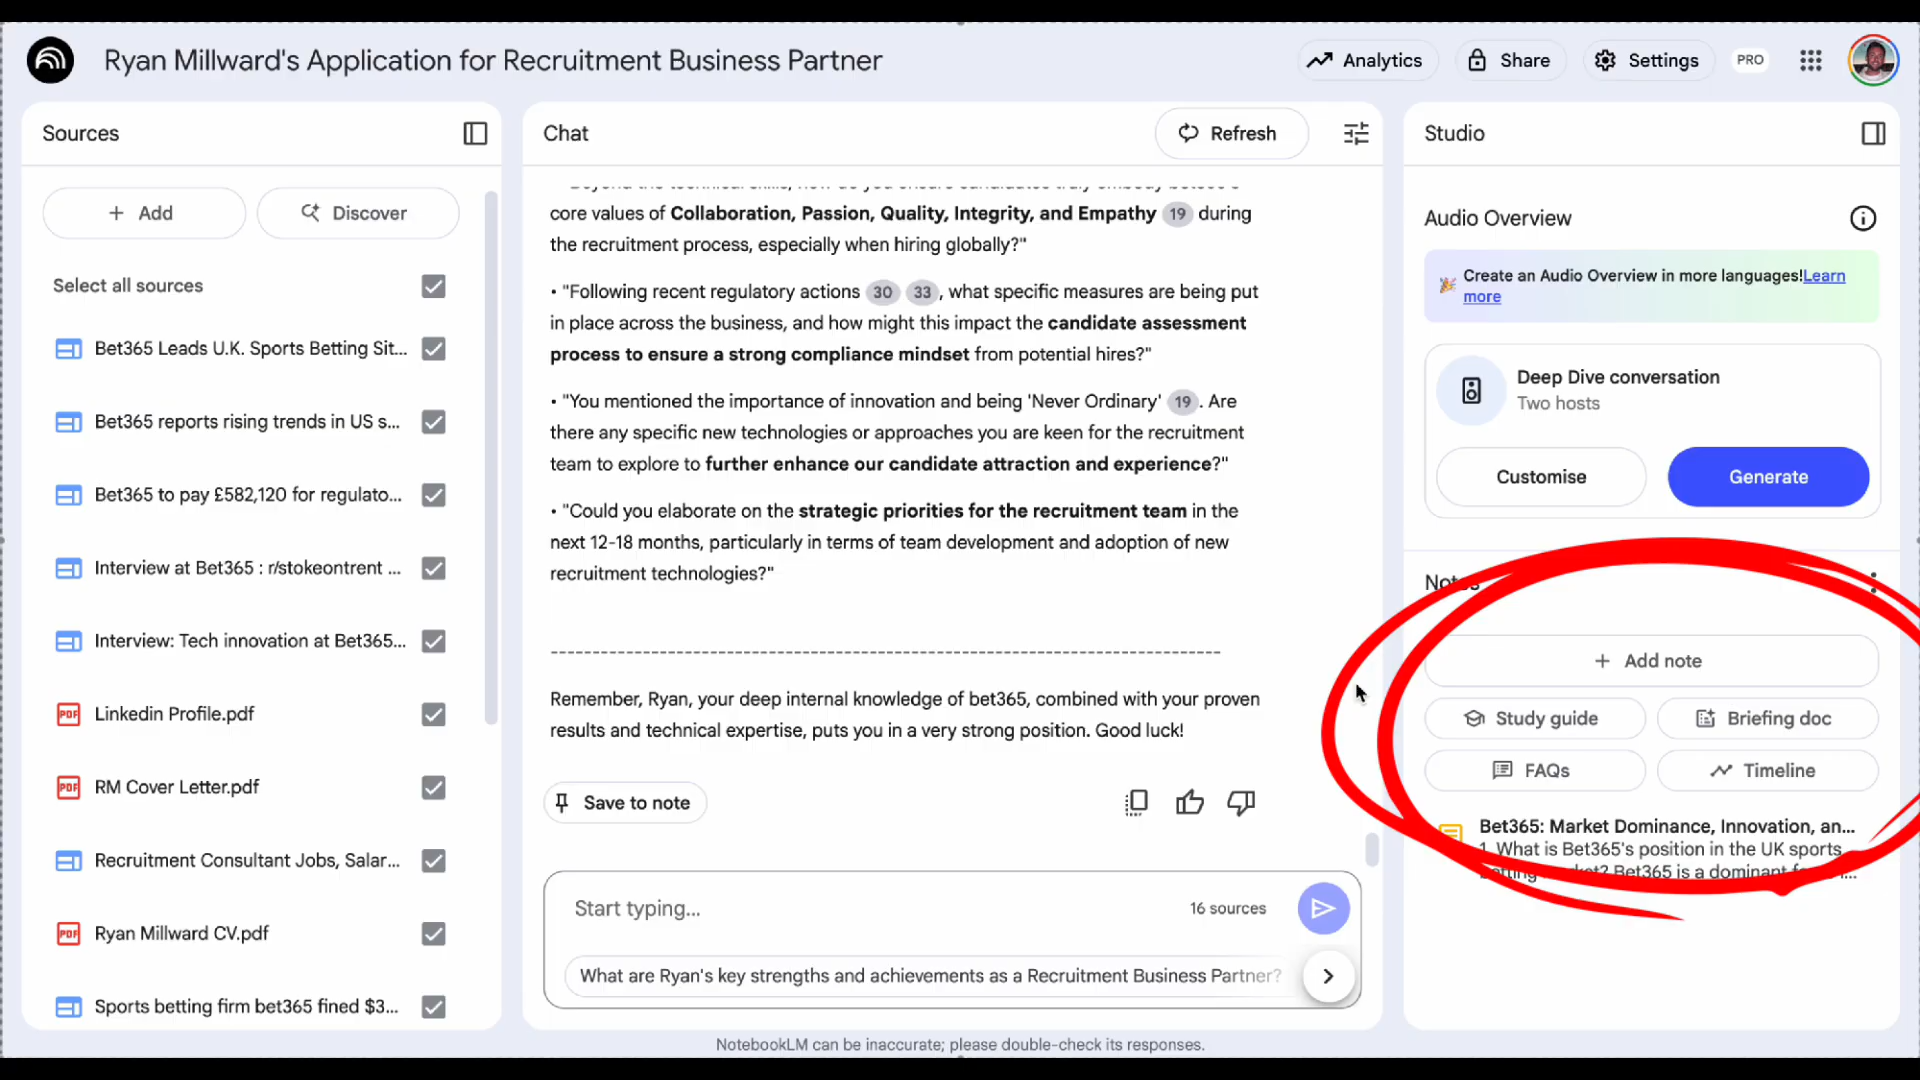 Ryan Millward's Application for Recruitment Business Partner
Analytics
Share
Settings
PRO
Sources
Add
Discover
Select all sources
Bet365 Leads U.K. Sports Betting Sit...
Bet365 reports rising trends in US s...
Bet365 to pay £582,120 for regulato...
Interview at Bet365 : r/stokeontrent ...
Interview: Tech innovation at Bet365...
PDF Linkedin Profile.pdf
PDF RM Cover Letter.pdf
Recruitment Consultant Jobs, Salar...
PDF Ryan Millward CV.pdf
Sports betting firm bet365 fined $3...
Chat
Refresh
core values of Collaboration, Passion, Quality, Integrity, and Empathy 19 during
the recruitment process, especially when hiring globally?"
• "Following recent regulatory actions 30 33 , what specific measures are being put
in place across the business, and how might this impact the candidate assessment
process to ensure a strong compliance mindset from potential hires?"
• "You mentioned the importance of innovation and being 'Never Ordinary' 19 . Are
there any specific new technologies or approaches you are keen for the recruitment
team to explore to further enhance our candidate attraction and experience?"
• "Could you elaborate on the strategic priorities for the recruitment team in the
next 12-18 months, particularly in terms of team development and adoption of new
recruitment technologies?"
Remember, Ryan, your deep internal knowledge of bet365, combined with your proven
results and technical expertise, puts you in a very strong position. Good luck!
Save to note
Start typing...
16 sources
What are Ryan's key strengths and achievements as a Recruitment Business Partner?
Studio
Audio Overview
Create an Audio Overview in more languages!Learn
more
Deep Dive conversation
Two hosts
Customise
Generate
Notes
Add note
Study guide
Briefing doc
FAQs
Timeline
Bet365: Market Dominance, Innovation, an...
1. What is Bet365's position in the UK sports
Bet365 is a dominant
NotebookLM can be inaccurate; please double-check its responses.